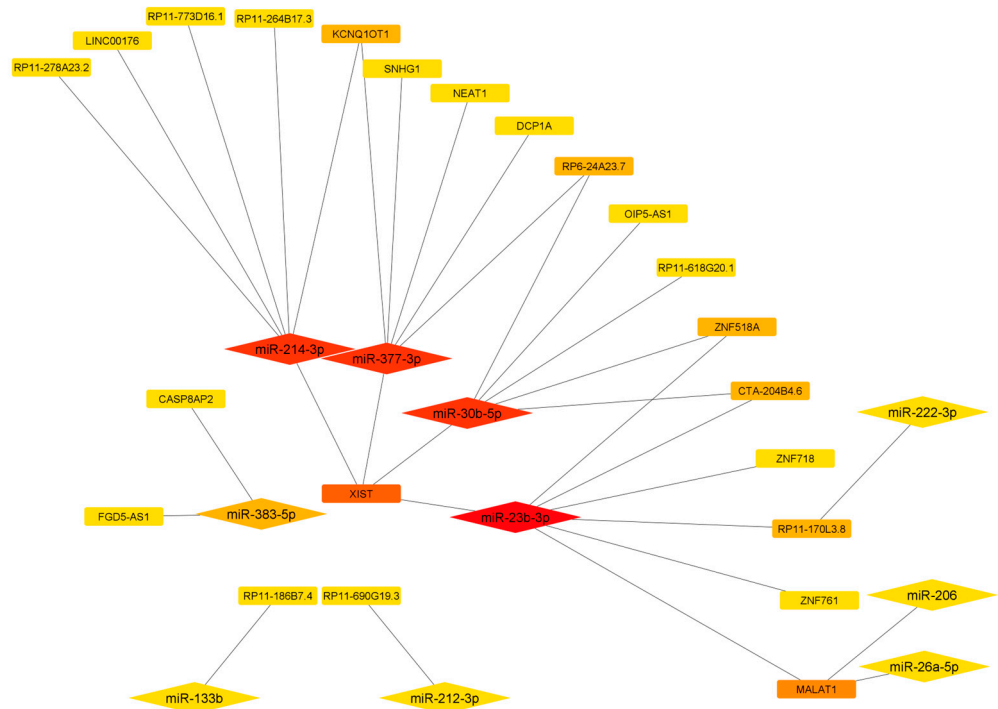 RP11-773D16.1
RP11-264B17.3
KCNQ1OT1
LINC00176
RP11-278A23.2
SNHG1
NEAT1
DCP1A
RP6-24A23.7
OIP5-AS1
RP11-618G20.1
ZNF518A
miR-214-3p
miR-377-3p
CASP8AP2
miR-30b-5p
CTA-204B4.6
miR-222-3p
ZNF718
XIST
FGD5-AS1
miR-383-5p
miR-23b-3p
RP11-170L3.8
RP11-186B7.4
RP11-690G19.3
ZNF761
miR-206
miR-26a-5p
miR-133b
miR-212-3p
MALAT1